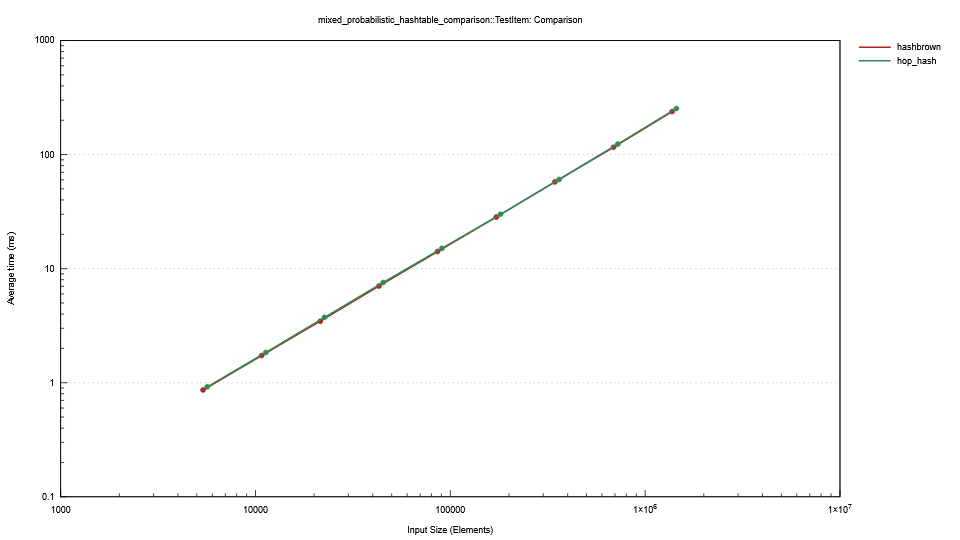 mixed_probabilistic_hashtable_comparison::TestItem: Comparison
hashbrown
hop_hash
1000
100
10
1
0.1
Average time (ms)
1000
10000
100000
1×10⁶
1×10⁷
Input Size (Elements)